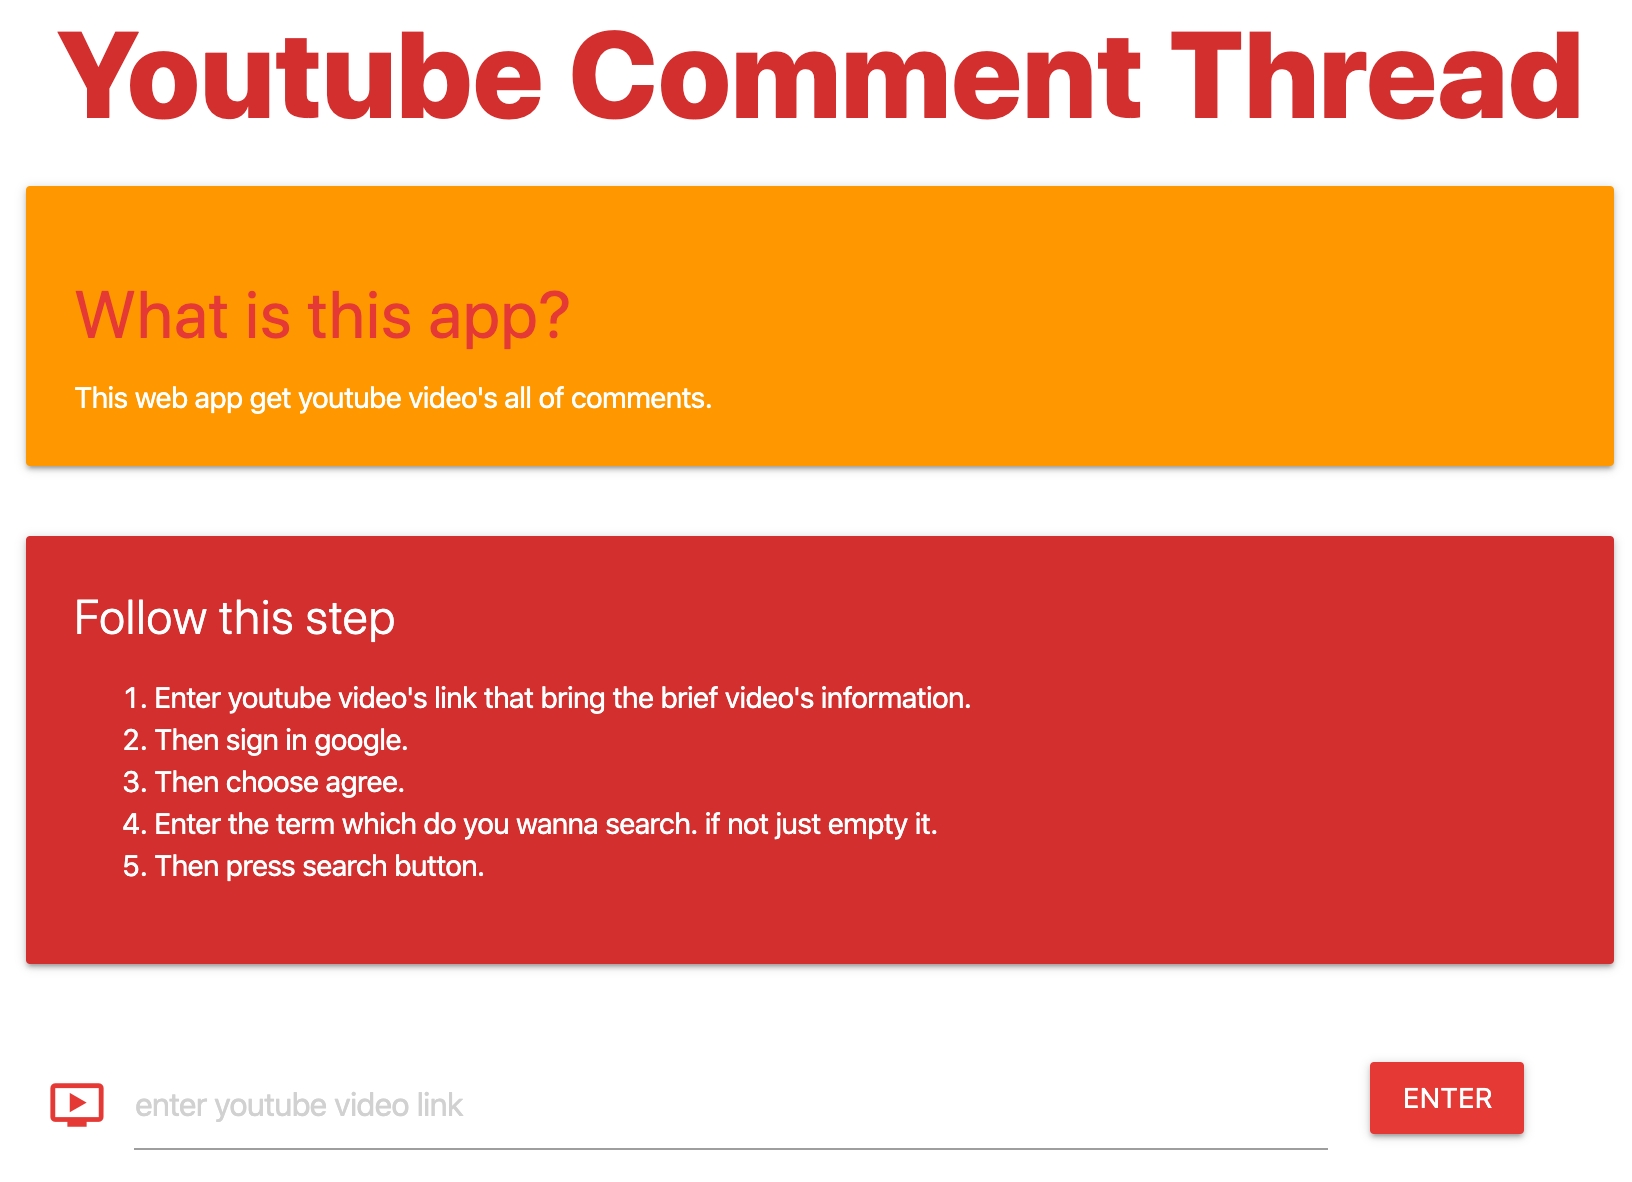 Youtube Comment Thread
What is this app?
This web app get youtube video's all of comments.
Follow this step
1. Enter youtube video's link that bring the brief video's information.
2. Then sign in google.
3. Then choose agree.
4. Enter the term which do you wanna search. if not just empty it.
5. Then press search button.
enter youtube video link
ENTER